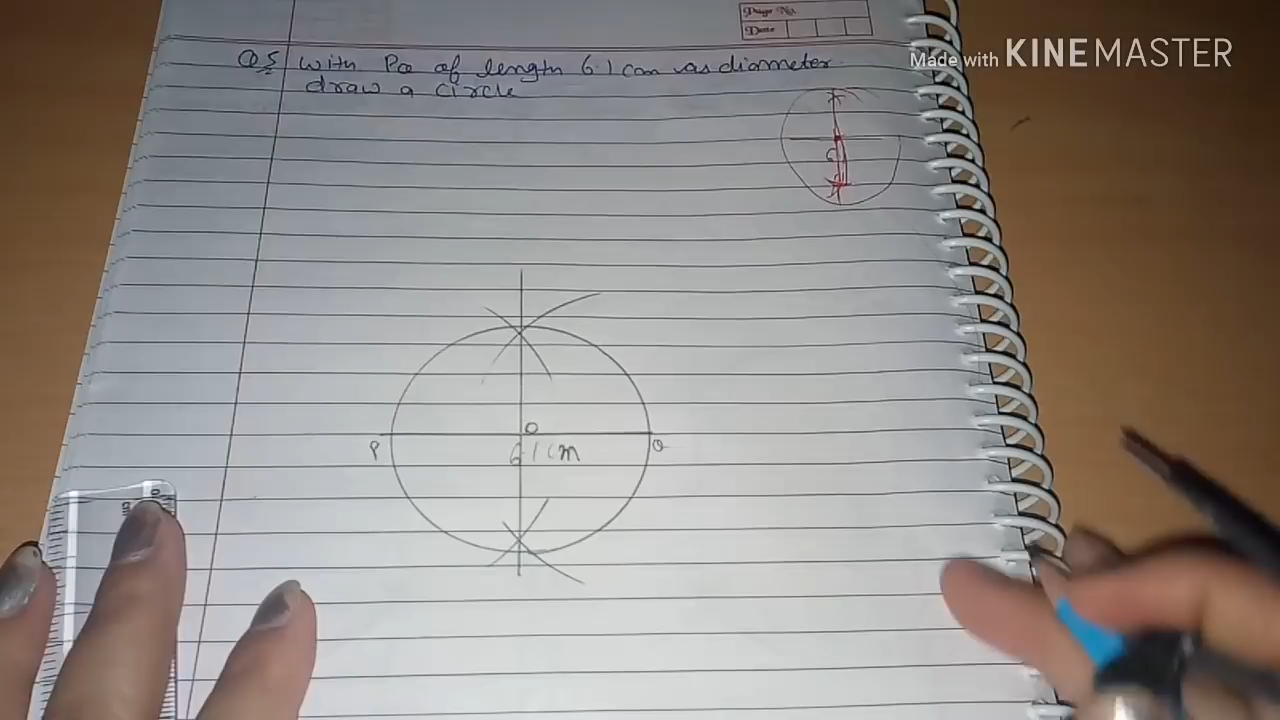 Page No.
Date
Made with KINEMASTER
Q5 With PQ of length 6.1 cm as diameter
draw a circle
O
P
6.1 cm
Q